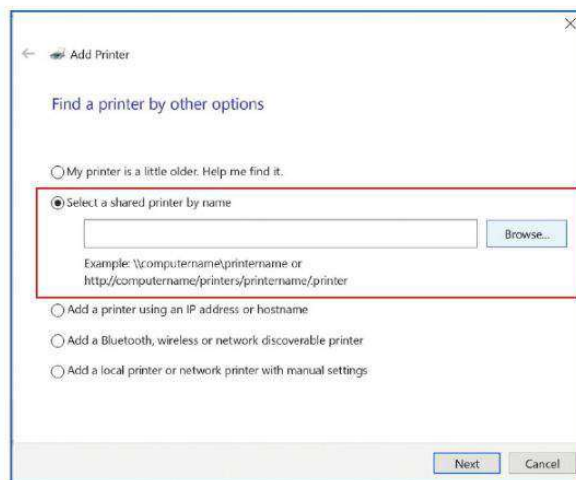 Add Printer
Find a printer by other options
My printer is a little older. Help me find it.
Select a shared printer by name
Browse...
Example: \\computername\printername or
http://computername/printers/printername/.printer
Add a printer using an IP address or hostname
Add a Bluetooth, wireless or network discoverable printer
Add a local printer or network printer with manual settings
Next Cancel